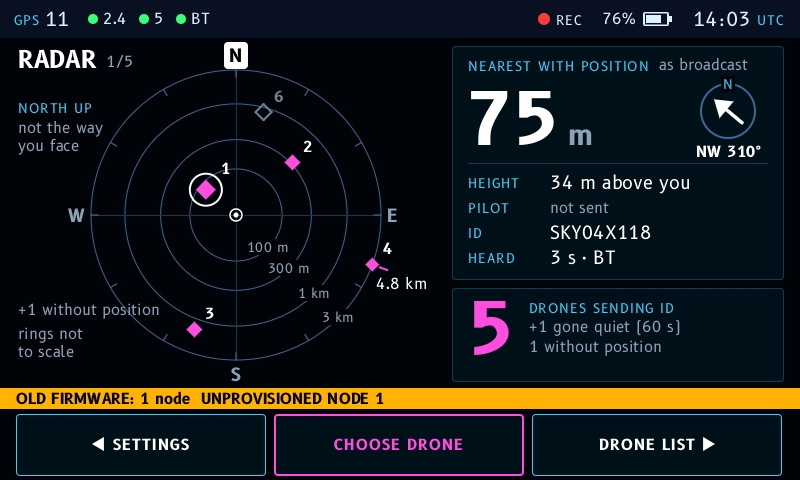 GPS 11 2.4 5 BT REC 76% 14:03 UTC
RADAR 1/5
N
NORTH UP
not the way
you face
6
2
1
W
E
100 m
300 m
1 km
3 km
4
4.8 km
3
+1 without position
rings not
to scale
S
NEAREST WITH POSITION as broadcast
75 m
N
NW 310°
HEIGHT 34 m above you
PILOT not sent
ID SKY04X118
HEARD 3 s · BT
5
DRONES SENDING ID
+1 gone quiet (60 s)
1 without position
OLD FIRMWARE: 1 node UNPROVISIONED NODE 1
◀ SETTINGS
CHOOSE DRONE
DRONE LIST ▶